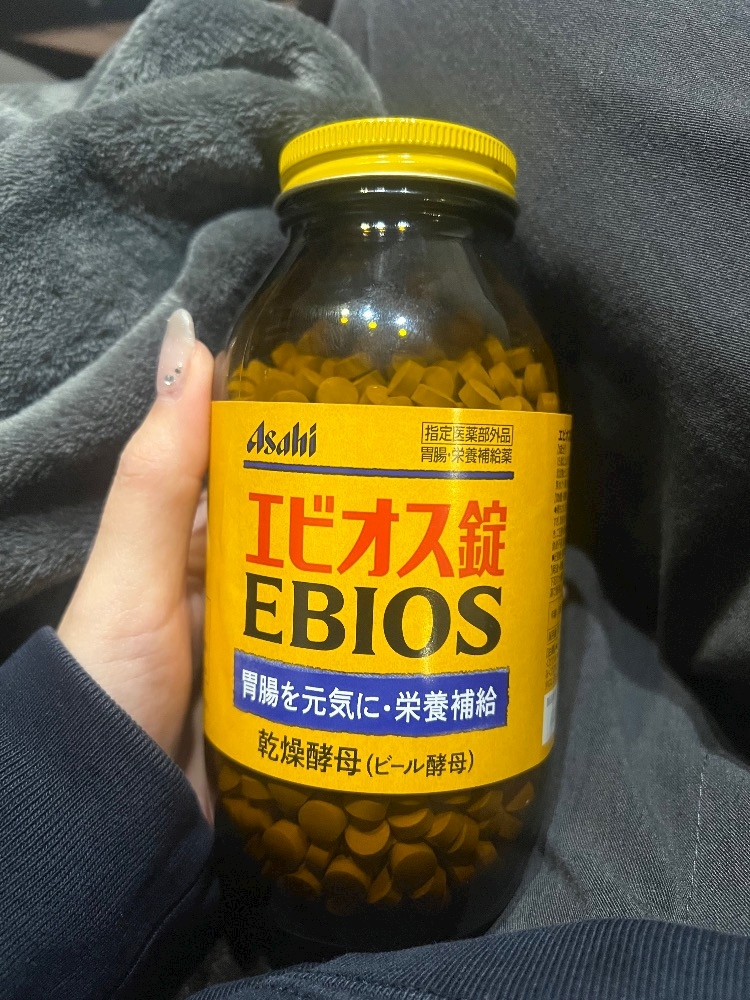 Asahi
指定医薬部外品
胃腸・栄養補給薬
エビオス錠
EBIOS
胃腸を元気に・栄養補給
乾燥酵母(ビール酵母)